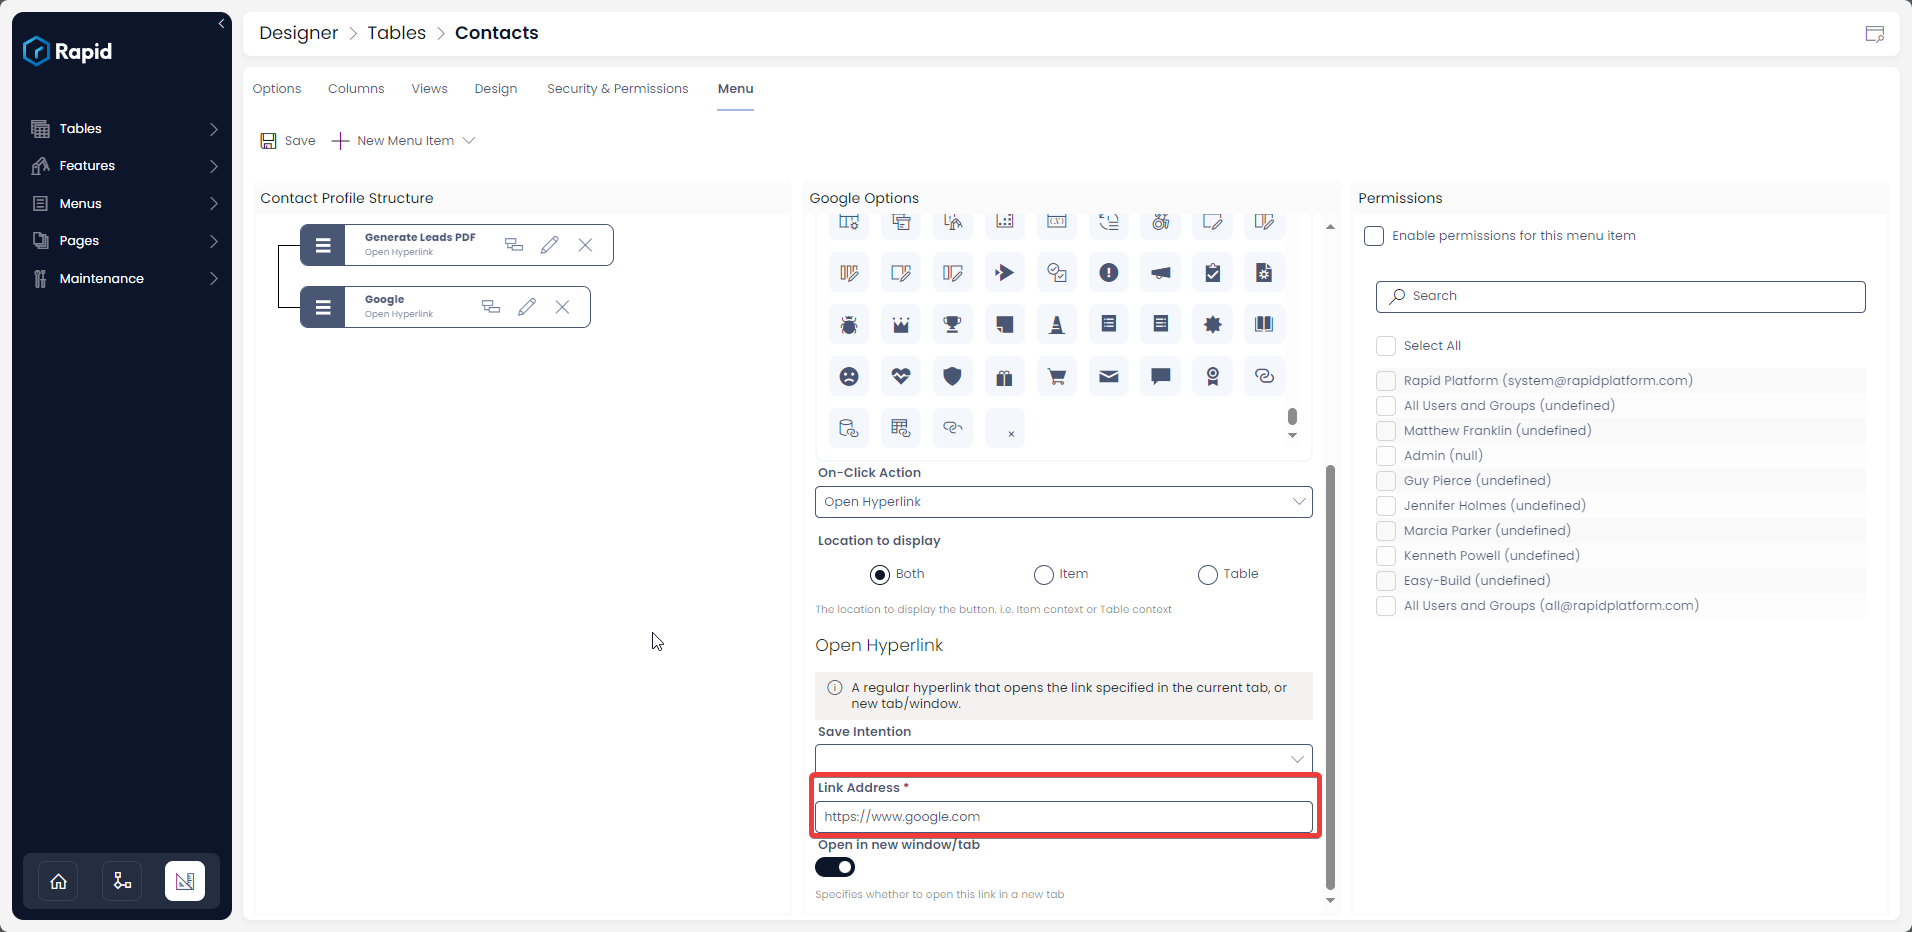 Rapid
Tables
Features
Menus
Pages
Maintenance
Designer > Tables > Contacts
Options Columns Views Design Security & Permissions Menu
Save New Menu Item
Contact Profile Structure
Generate Leads PDF
Open Hyperlink
Google
Open Hyperlink
Google Options
On-Click Action
Open Hyperlink
Location to display
Both Item Table
The location to display the button. i.e. Item context or Table context
Open Hyperlink
A regular hyperlink that opens the link specified in the current tab, or
new tab/window.
Save Intention
Link Address *
https://www.google.com
Open in new window/tab
Specifies whether to open this link in a new tab
Permissions
Enable permissions for this menu item
Search
Select All
Rapid Platform (system@rapidplatform.com)
All Users and Groups (undefined)
Matthew Franklin (undefined)
Admin (null)
Guy Pierce (undefined)
Jennifer Holmes (undefined)
Marcia Parker (undefined)
Kenneth Powell (undefined)
Easy-Build (undefined)
All Users and Groups (all@rapidplatform.com)